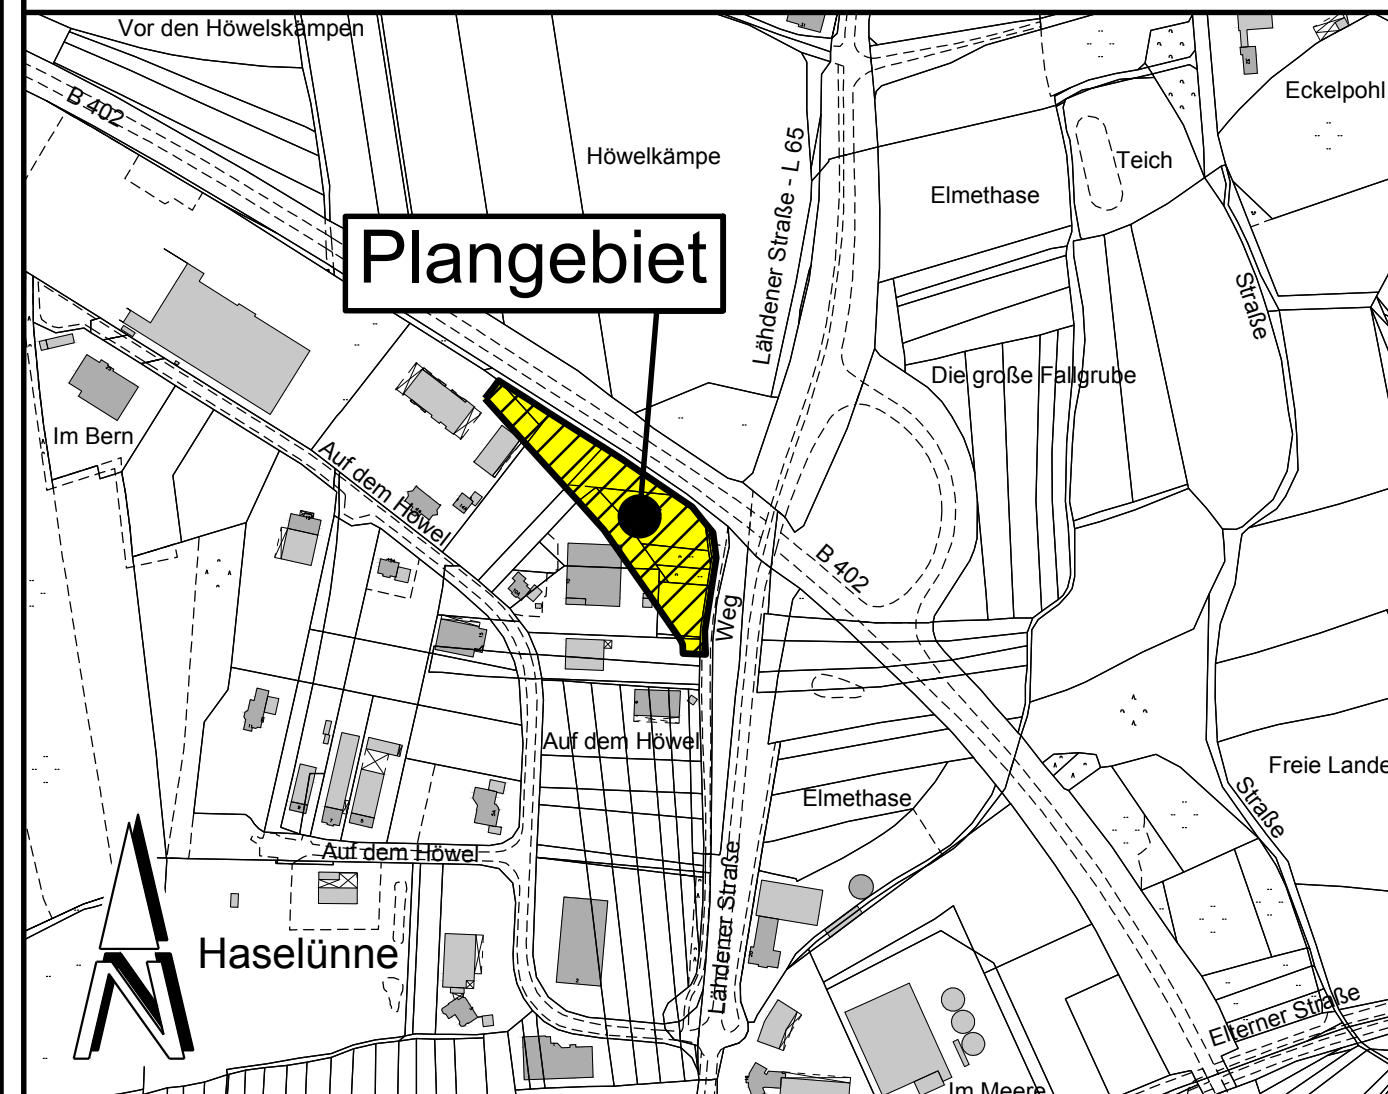 Vor den Höwelskämpen
B 402
Eckelpohl
Höwelkämpe
Lähdener Straße - L 65
Teich
Elmethase
Plangebiet
Straße
Die große Fallgrube
Im Bern
Auf dem Höwel
B 402
Weg
Auf dem Höwel
Freie Lande
Elmethase
Straße
Auf dem Höwel
Lähdener Straße
Haselünne
N
Elterner Straße
Im Meere